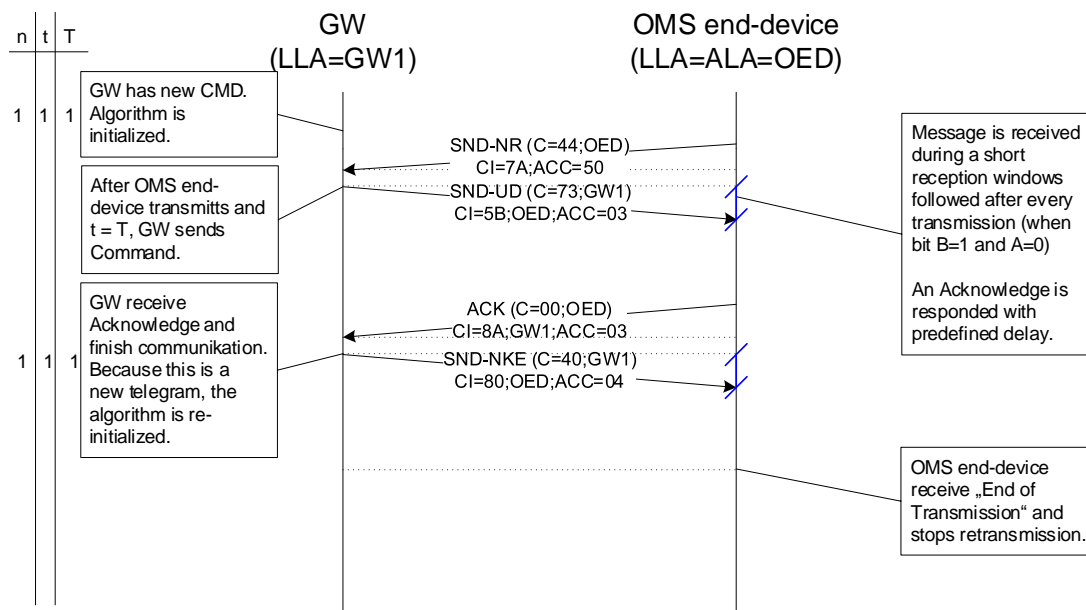 GW
(LLA=GW1)
OMS end-device
(LLA=ALA=OED)
n t T
GW has new CMD.
Algorithm is
initialized.
1 1 1
SND-NR (C=44;OED)
CI=7A;ACC=50
Message is received
during a short
reception windows
followed after every
transmission (when
bit B=1 and A=0)
An Acknowledge is
responded with
predefined delay.
After OMS end-
device transmitts and
t = T, GW sends
Command.
SND-UD (C=73;GW1)
CI=5B;OED;ACC=03
GW receive
Acknowledge and
finish communikation.
Because this is a
new telegram, the
algorithm is re-
initialized.
ACK (C=00;OED)
CI=8A;GW1;ACC=03
1 1 1
SND-NKE (C=40;GW1)
CI=80;OED;ACC=04
OMS end-device
receive „End of
Transmission“ and
stops retransmission.